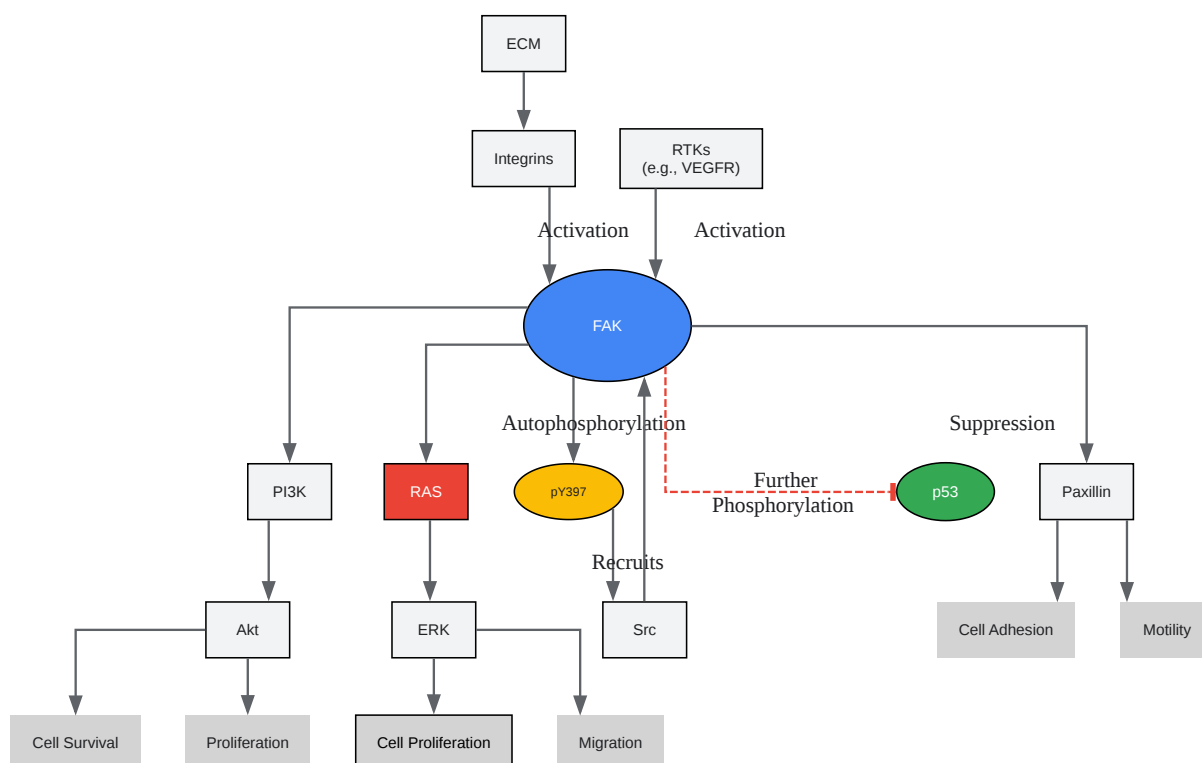 ECM
Integrins
RTKs
(e.g., VEGFR)
Activation
Activation
FAK
Autophosphorylation
Suppression
PI3K
RAS
pY397
Further
Phosphorylation
p53
Paxillin
Recruits
Akt
ERK
Src
Cell Adhesion
Motility
Cell Survival
Proliferation
Cell Proliferation
Migration